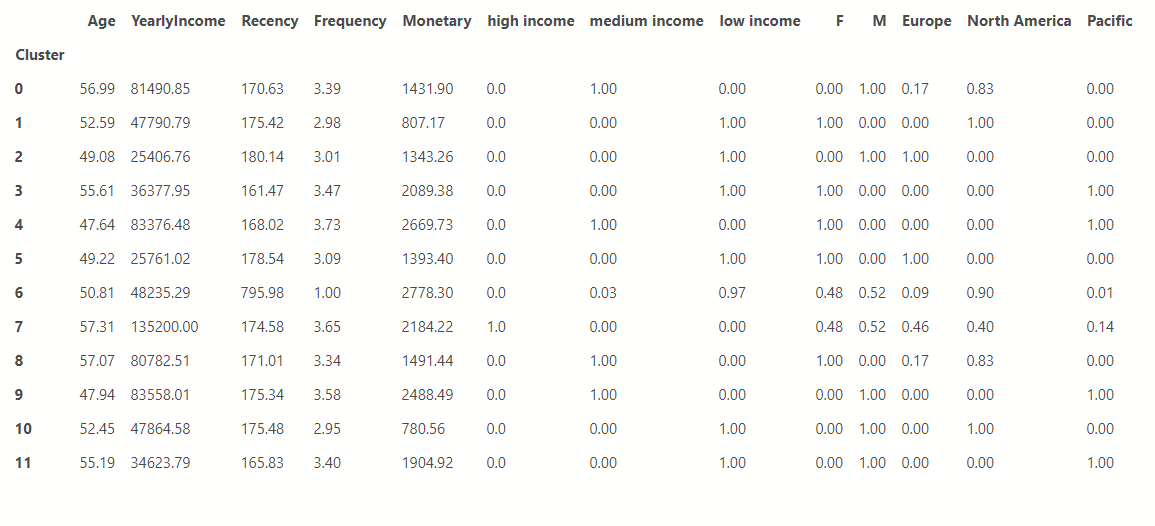 Age YearlyIncome Recency Frequency Monetary high income medium income low income F M Europe North America Pacific
Cluster
0 56.99 81490.85 170.63 3.39 1431.90 0.0 1.00 0.00 0.00 1.00 0.17 0.83 0.00
1 52.59 47790.79 175.42 2.98 807.17 0.0 0.00 1.00 1.00 0.00 0.00 1.00 0.00
2 49.08 25406.76 180.14 3.01 1343.26 0.0 0.00 1.00 0.00 1.00 1.00 0.00 0.00
3 55.61 36377.95 161.47 3.47 2089.38 0.0 0.00 1.00 1.00 0.00 0.00 0.00 1.00
4 47.64 83376.48 168.02 3.73 2669.73 0.0 1.00 0.00 1.00 0.00 0.00 0.00 1.00
5 49.22 25761.02 178.54 3.09 1393.40 0.0 0.00 1.00 1.00 0.00 1.00 0.00 0.00
6 50.81 48235.29 795.98 1.00 2778.30 0.0 0.03 0.97 0.48 0.52 0.09 0.90 0.01
7 57.31 135200.00 174.58 3.65 2184.22 1.0 0.00 0.00 0.48 0.52 0.46 0.40 0.14
8 57.07 80782.51 171.01 3.34 1491.44 0.0 1.00 0.00 1.00 0.00 0.17 0.83 0.00
9 47.94 83558.01 175.34 3.58 2488.49 0.0 1.00 0.00 0.00 1.00 0.00 0.00 1.00
10 52.45 47864.58 175.48 2.95 780.56 0.0 0.00 1.00 0.00 1.00 0.00 1.00 0.00
11 55.19 34623.79 165.83 3.40 1904.92 0.0 0.00 1.00 0.00 1.00 0.00 0.00 1.00